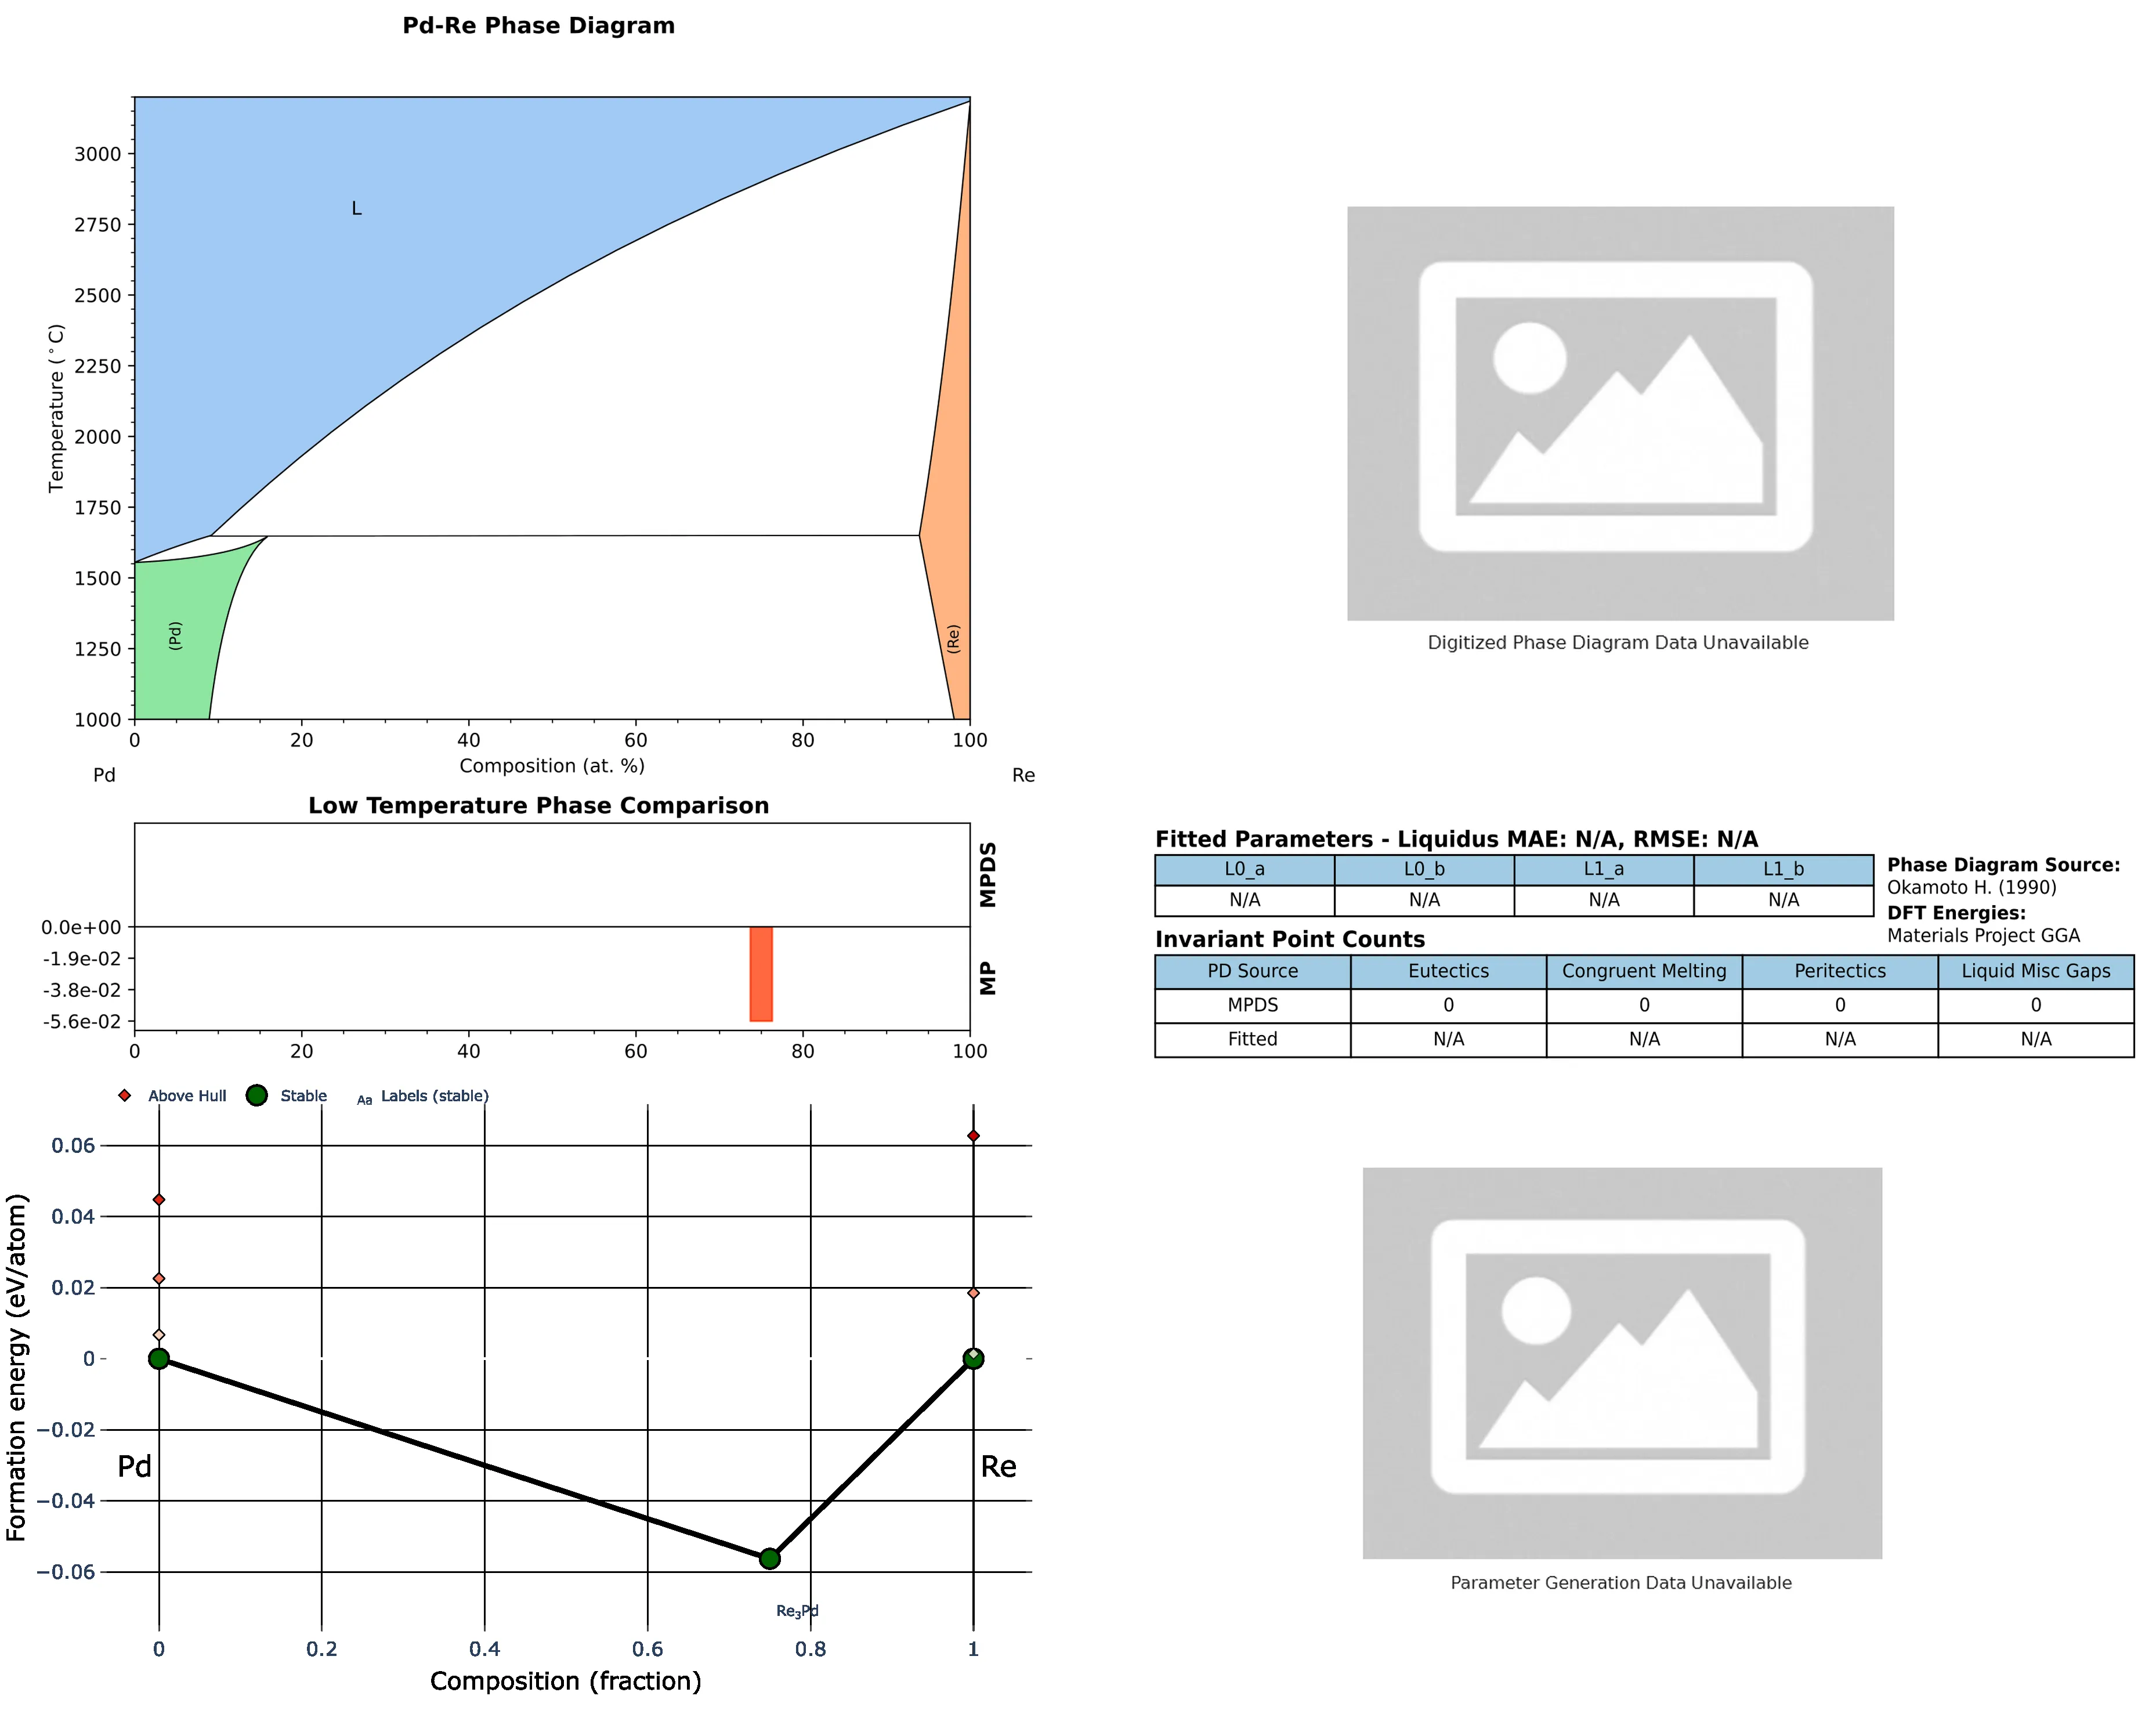 Pd-Re Phase Diagram
3000
2750
2500
2250
2000
1750
1500
1250
1000
Temperature (°C)
L
(Pd)
(Re)
0 20 40 60 80 100
Composition (at. %)
Pd Re
Digitized Phase Diagram Data Unavailable
Low Temperature Phase Comparison
0.0e+00
-1.9e-02
-3.8e-02
-5.6e-02
MPDS
MP
0 20 40 60 80 100
Fitted Parameters - Liquidus MAE: N/A, RMSE: N/A
L0_a L0_b L1_a L1_b
N/A N/A N/A N/A
Phase Diagram Source:
Okamoto H. (1990)
DFT Energies:
Materials Project GGA
Invariant Point Counts
PD Source Eutectics Congruent Melting Peritectics Liquid Misc Gaps
MPDS 0 0 0 0
Fitted N/A N/A N/A N/A
Above Hull Stable Aa Labels (stable)
0.06
0.04
0.02
0
−0.02
−0.04
−0.06
Formation energy (eV/atom)
Pd
Re
Re₃Pd
0 0.2 0.4 0.6 0.8 1
Composition (fraction)
Parameter Generation Data Unavailable